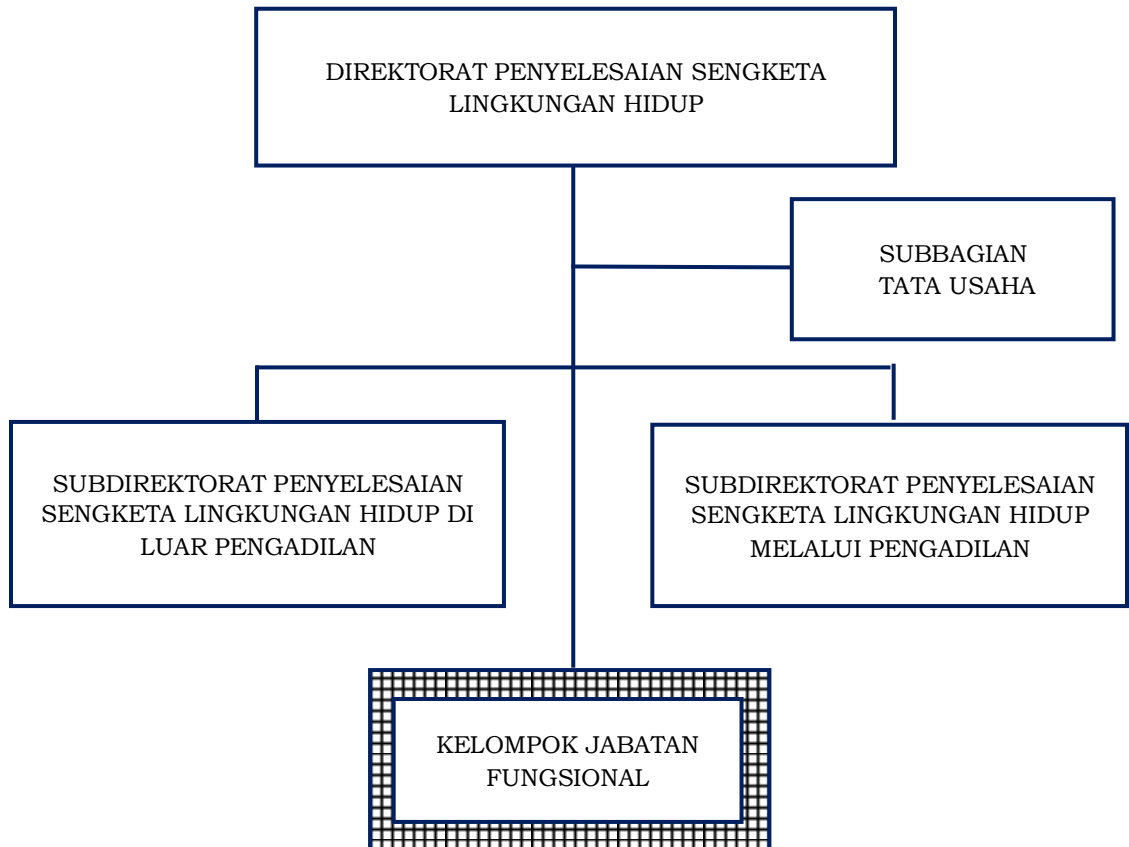 DIREKTORAT PENYELESAIAN SENGKETA
LINGKUNGAN HIDUP
SUBBAGIAN
TATA USAHA
SUBDIREKTORAT PENYELESAIAN
SENGKETA LINGKUNGAN HIDUP DI
LUAR PENGADILAN
SUBDIREKTORAT PENYELESAIAN
SENGKETA LINGKUNGAN HIDUP
MELALUI PENGADILAN
KELOMPOK JABATAN
FUNGSIONAL